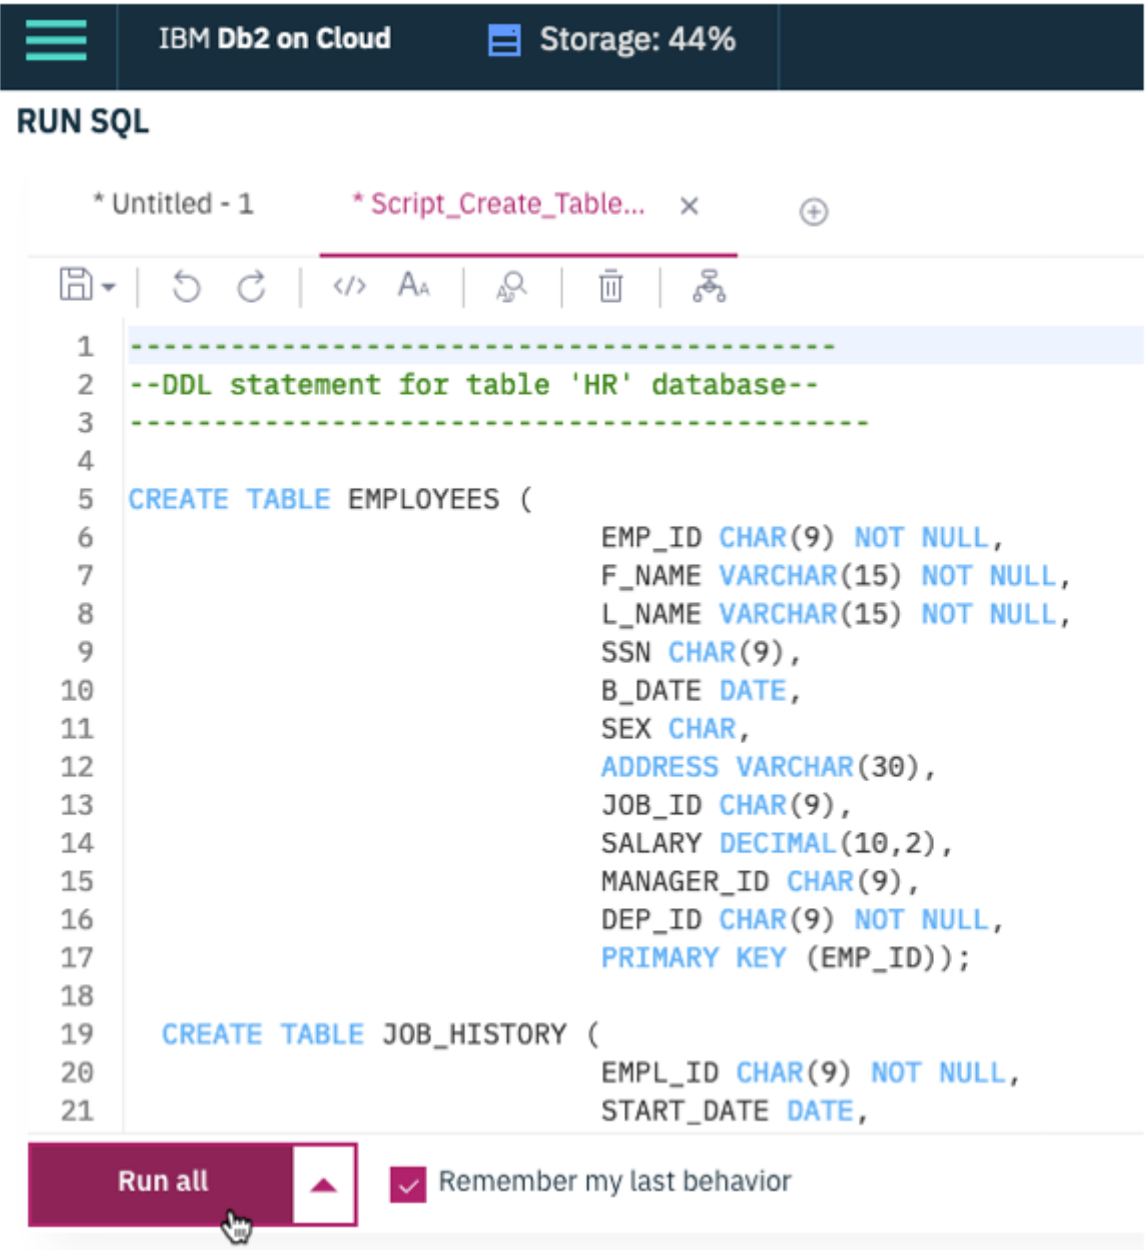 IBM Db2 on Cloud Storage: 44%
RUN SQL
* Untitled - 1 * Script_Create_Table... ×
1 ------------------------------------------
2 --DDL statement for table 'HR' database--
3 --------------------------------------------
4
5 CREATE TABLE EMPLOYEES (
6 EMP_ID CHAR(9) NOT NULL,
7 F_NAME VARCHAR(15) NOT NULL,
8 L_NAME VARCHAR(15) NOT NULL,
9 SSN CHAR(9),
10 B_DATE DATE,
11 SEX CHAR,
12 ADDRESS VARCHAR(30),
13 JOB_ID CHAR(9),
14 SALARY DECIMAL(10,2),
15 MANAGER_ID CHAR(9),
16 DEP_ID CHAR(9) NOT NULL,
17 PRIMARY KEY (EMP_ID));
18
19 CREATE TABLE JOB_HISTORY (
20 EMPL_ID CHAR(9) NOT NULL,
21 START_DATE DATE,
Run all Remember my last behavior